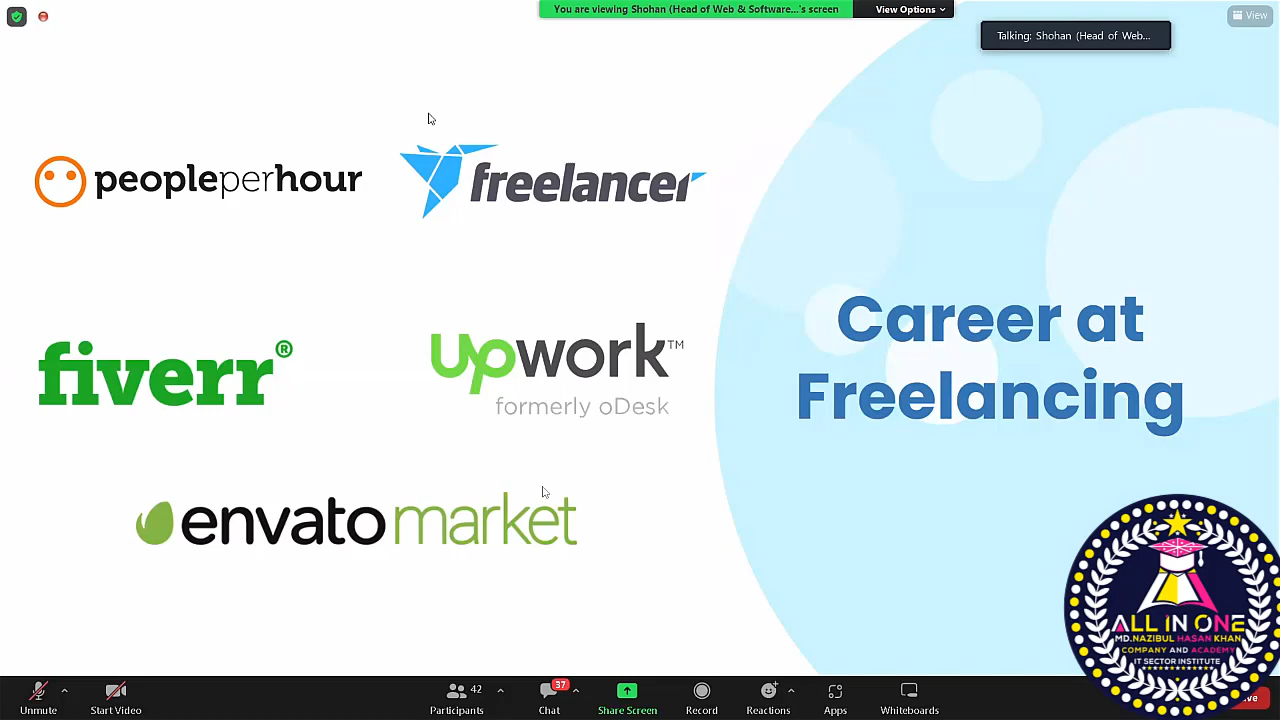 You are viewing Shohan (Head of Web & Software...'s screen
View Options
View
Talking: Shohan (Head of Web...
peopleperhour
freelancer
fiverr®
upwork™
formerly oDesk
envato market
Career at
Freelancing
ALL IN ONE
MD.NAZIBUL HASAN KHAN
COMPANY AND ACADEMY
IT SECTOR INSTITUTE
Unmute
Start Video
42
Participants
37
Chat
Share Screen
Record
Reactions
Apps
Whiteboards